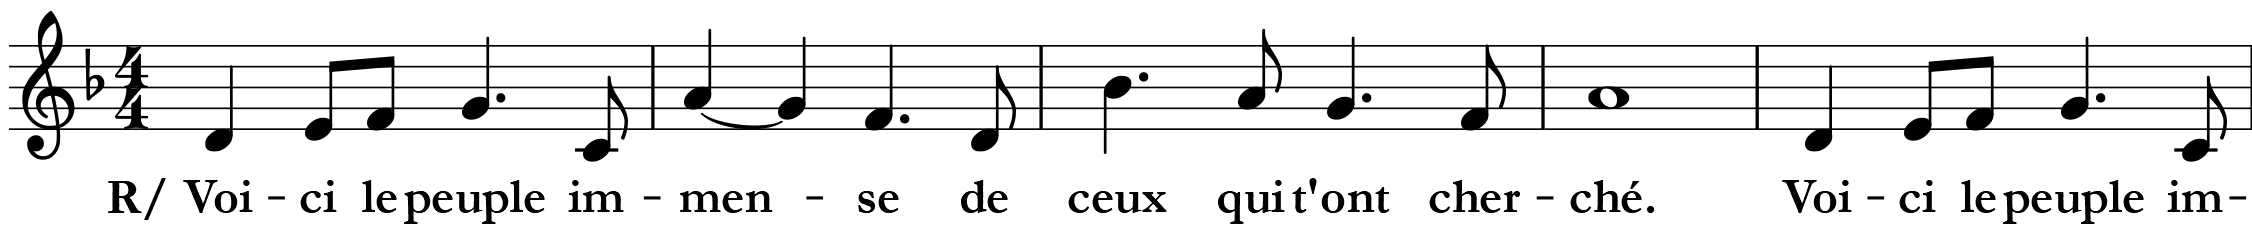 R/ Voi - ci le peuple im - men - se de ceux qui t'ont cher - ché. Voi - ci le peuple im-